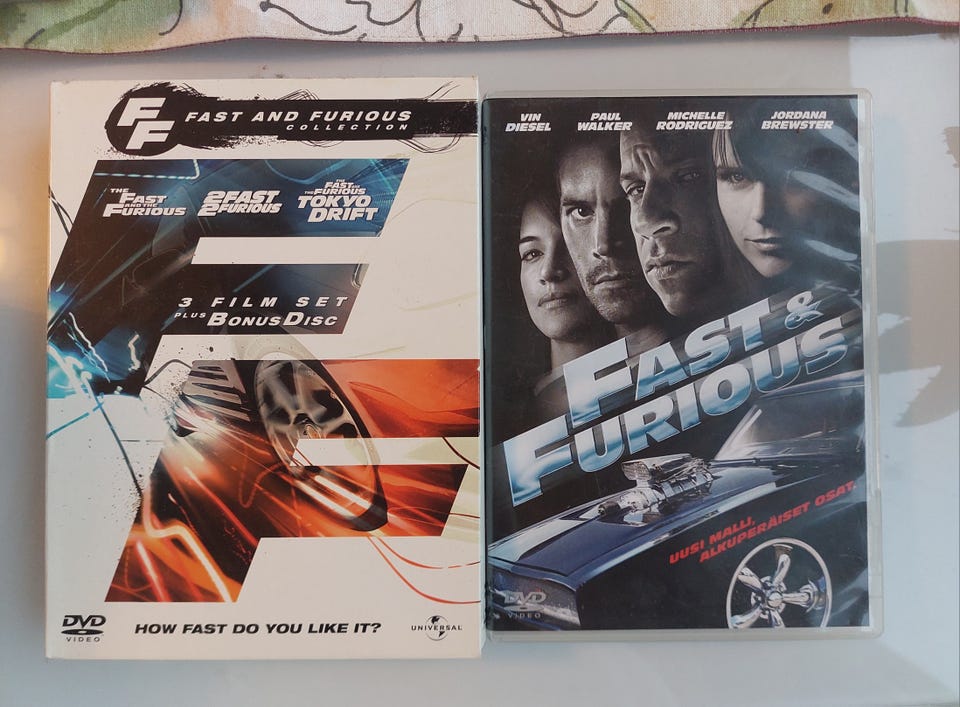 FF
FAST AND FURIOUS
COLLECTION
THE
FAST
AND THE
FURIOUS
2FAST
2FURIOUS
THE
FAST AND
THE FURIOUS
TOKYO
DRIFT
3 FILM SET
PLUS BONUS DISC
DVD
VIDEO
HOW FAST DO YOU LIKE IT?
UNIVERSAL
VIN
DIESEL
PAUL
WALKER
MICHELLE
RODRIGUEZ
JORDANA
BREWSTER
FAST &
FURIOUS
UUSI MALLI,
ALKUPERÄISET OSAT.
DVD
VIDEO